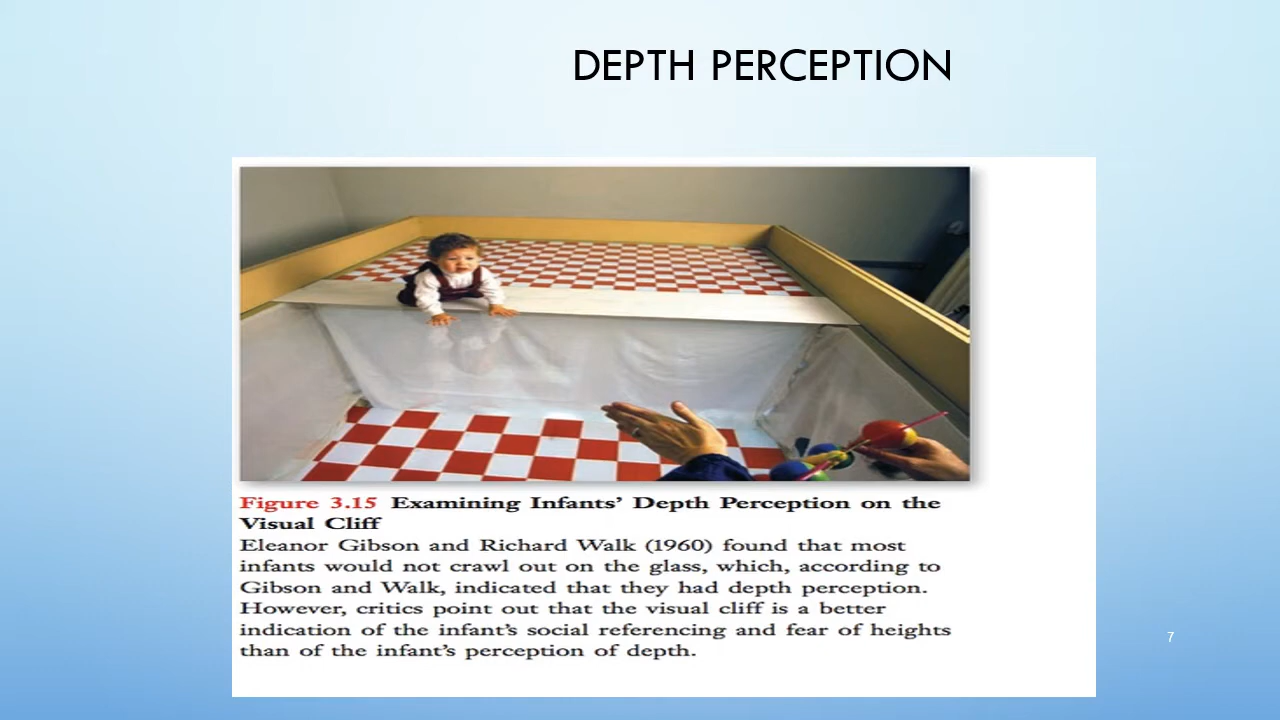 DEPTH PERCEPTION
Figure 3.15 Examining Infants’ Depth Perception on the
Visual Cliff
Eleanor Gibson and Richard Walk (1960) found that most
infants would not crawl out on the glass, which, according to
Gibson and Walk, indicated that they had depth perception.
However, critics point out that the visual cliff is a better
indication of the infant’s social referencing and fear of heights
than of the infant’s perception of depth.
7